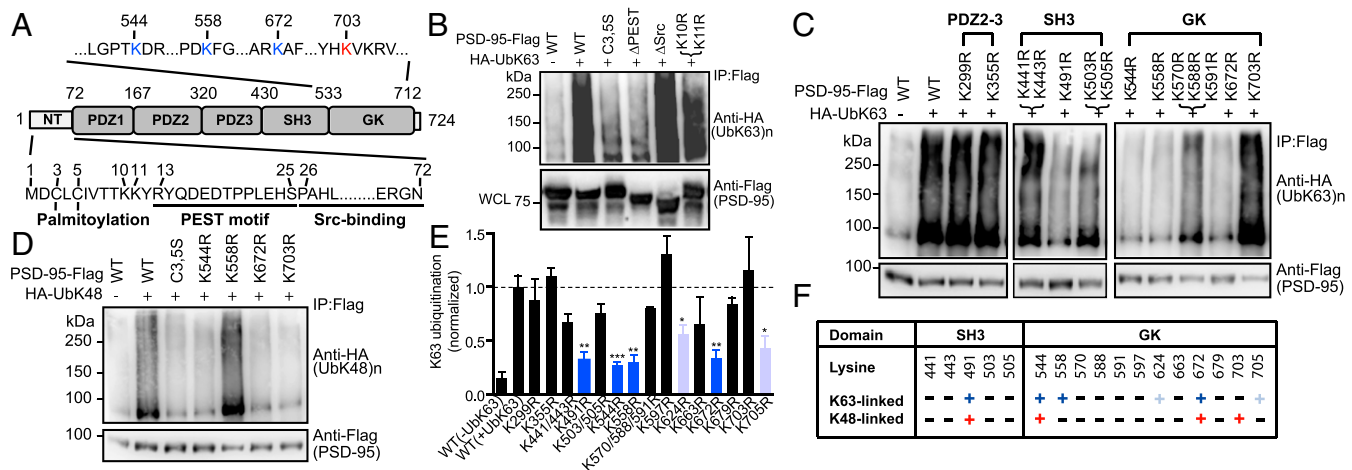 A
544 558 672 703
...LGPTKDR...PDKFG...ARKAF...YHKVKRV...
72 167 320 430 533 712
1 NT PDZ1 PDZ2 PDZ3 SH3 GK 724
1 3 5 10 11 13 25 26 72
MDCLCIVTTKKYRYQDEDTPPLEHSPAHL........ERGN
Palmitoylation PEST motif Src-binding
B
PSD-95-Flag WT WT C3,5S ΔPEST ΔSrc K10R K11R
HA-UbK63 - + + + + +
kDa
250
150
100
IP:Flag
Anti-HA
(UbK63)n
WCL 75
Anti-Flag
(PSD-95)
C
PDZ2-3 SH3 GK
PSD-95-Flag WT WT K299R K355R K441R K443R K491R K503R K505R K544R K558R K570R K588R K591R K672R K703R
HA-UbK63 - + + + + + + + + + + +
kDa
250
150
100
IP:Flag
Anti-HA
(UbK63)n
100
Anti-Flag
(PSD-95)
D
PSD-95-Flag WT WT C3,5S K544R K558R K672R K703R
HA-UbK48 - + + + + + +
kDa
250
150
100
IP:Flag
Anti-HA
(UbK48)n
100
Anti-Flag
(PSD-95)
E
K63 ubiquitination
(normalized)
1.5
1.0
0.5
0.0
** *** ** * ** *
WT(-UbK63) WT(+UbK63) K299R K355R K441/443R K491R K503/505R K544R K558R K570/588/591R K597R K624R K663R K672R K679R K703R K705R
F
Domain SH3 GK
Lysine 441 443 491 503 505 544 558 570 588 591 597 624 663 672 679 703 705
K63-linked - - + - - + + - - - - + - + - - +
K48-linked - - + - - + - - - - - - - + - + -